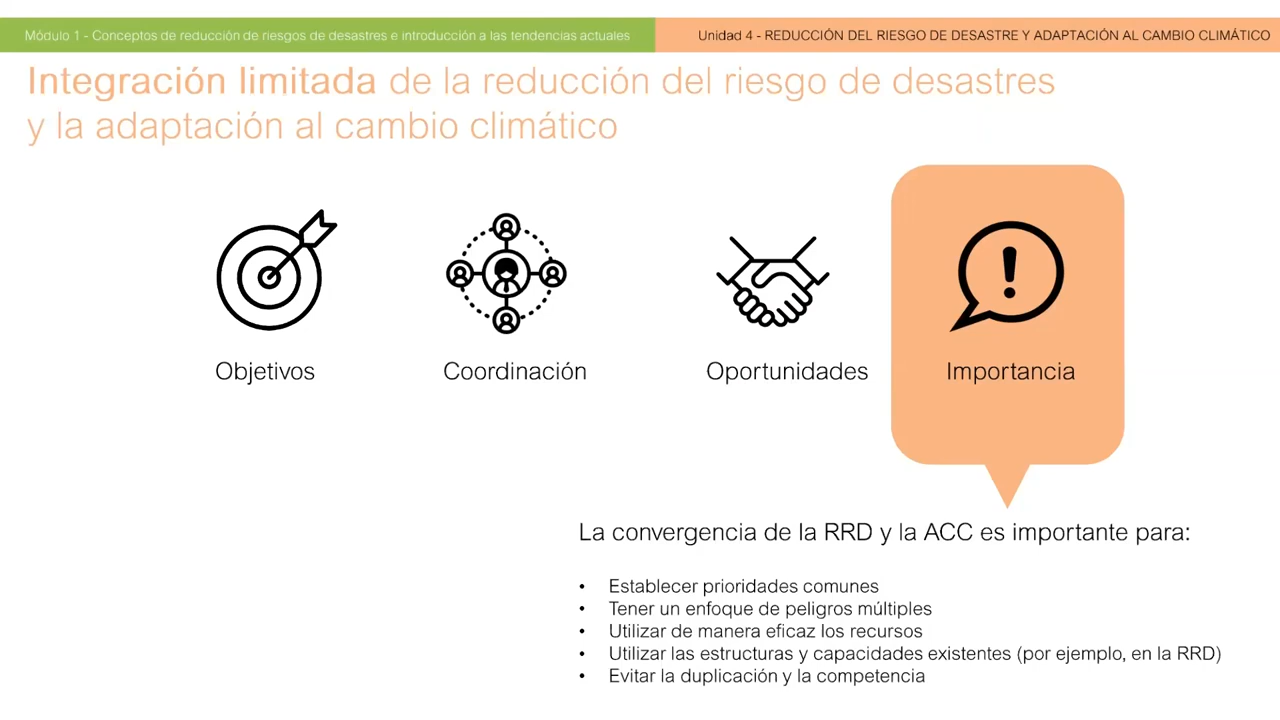 Módulo 1 - Conceptos de reducción de riesgos de desastres e introducción a las tendencias actuales
Unidad 4 - REDUCCIÓN DEL RIESGO DE DESASTRE Y ADAPTACIÓN AL CAMBIO CLIMÁTICO
Integración limitada de la reducción del riesgo de desastres
y la adaptación al cambio climático
Objetivos
Coordinación
Oportunidades
Importancia
La convergencia de la RRD y la ACC es importante para:
• Establecer prioridades comunes
• Tener un enfoque de peligros múltiples
• Utilizar de manera eficaz los recursos
• Utilizar las estructuras y capacidades existentes (por ejemplo, en la RRD)
• Evitar la duplicación y la competencia